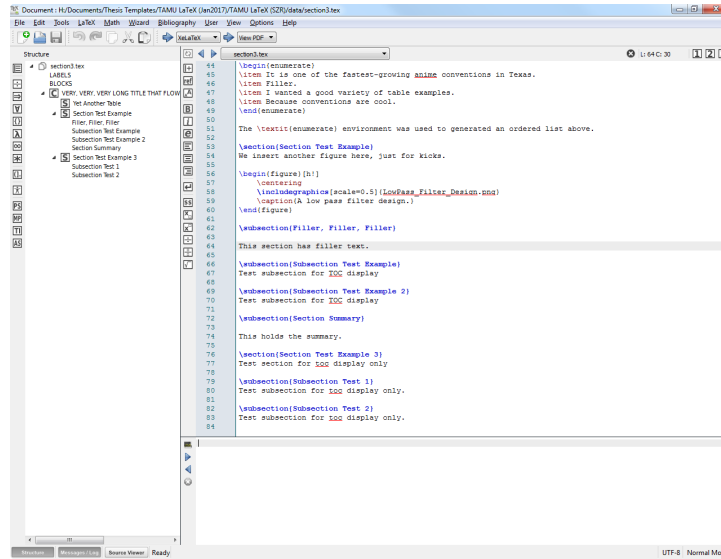 Document : H:/Documents/Thesis Templates/TAMU LaTeX (Jan2017)/TAMU LaTeX (SZR)/data/section3.tex
File Edit Tools LaTeX Math Wizard Bibliography User View Options Help
XeLaTeX View PDF
Structure
section3.tex L: 64 C: 30 1 2
section3.tex
LABELS
BLOCKS
C VERY, VERY, VERY LONG TITLE THAT FLOW
S Yet Another Table
S Section Test Example
Filler, Filler, Filler
Subsection Test Example
Subsection Test Example 2
Section Summary
S Section Test Example 3
Subsection Test 1
Subsection Test 2
44 \begin{enumerate}
45 \item It is one of the fastest-growing anime conventions in Texas.
46 \item Filler.
47 \item I wanted a good variety of table examples.
48 \item Because conventions are cool.
49 \end{enumerate}
50
51 The \textit{enumerate} environment was used to generated an ordered list above.
52
53 \section{Section Test Example}
54 We insert another figure here, just for kicks.
55
56 \begin{figure}[h!]
57 \centering
58 \includegraphics[scale=0.5]{LowPass_Filter_Design.png}
59 \caption{A low pass filter design.}
60 \end{figure}
61
62 \subsection{Filler, Filler, Filler}
63
64 This section has filler text.
65
66 \subsection{Subsection Test Example}
67 Test subsection for TOC display
68
69 \subsection{Subsection Test Example 2}
70 Test subsection for TOC display
71
72 \subsection{Section Summary}
73
74 This holds the summary.
75
76 \section{Section Test Example 3}
77 Test section for toc display only
78
79 \subsection{Subsection Test 1}
80 Test subsection for toc display only.
81
82 \subsection{Subsection Test 2}
83 Test subsection for toc display only.
84
Structure Messages / Log Source Viewer Ready UTF-8 Normal Mo